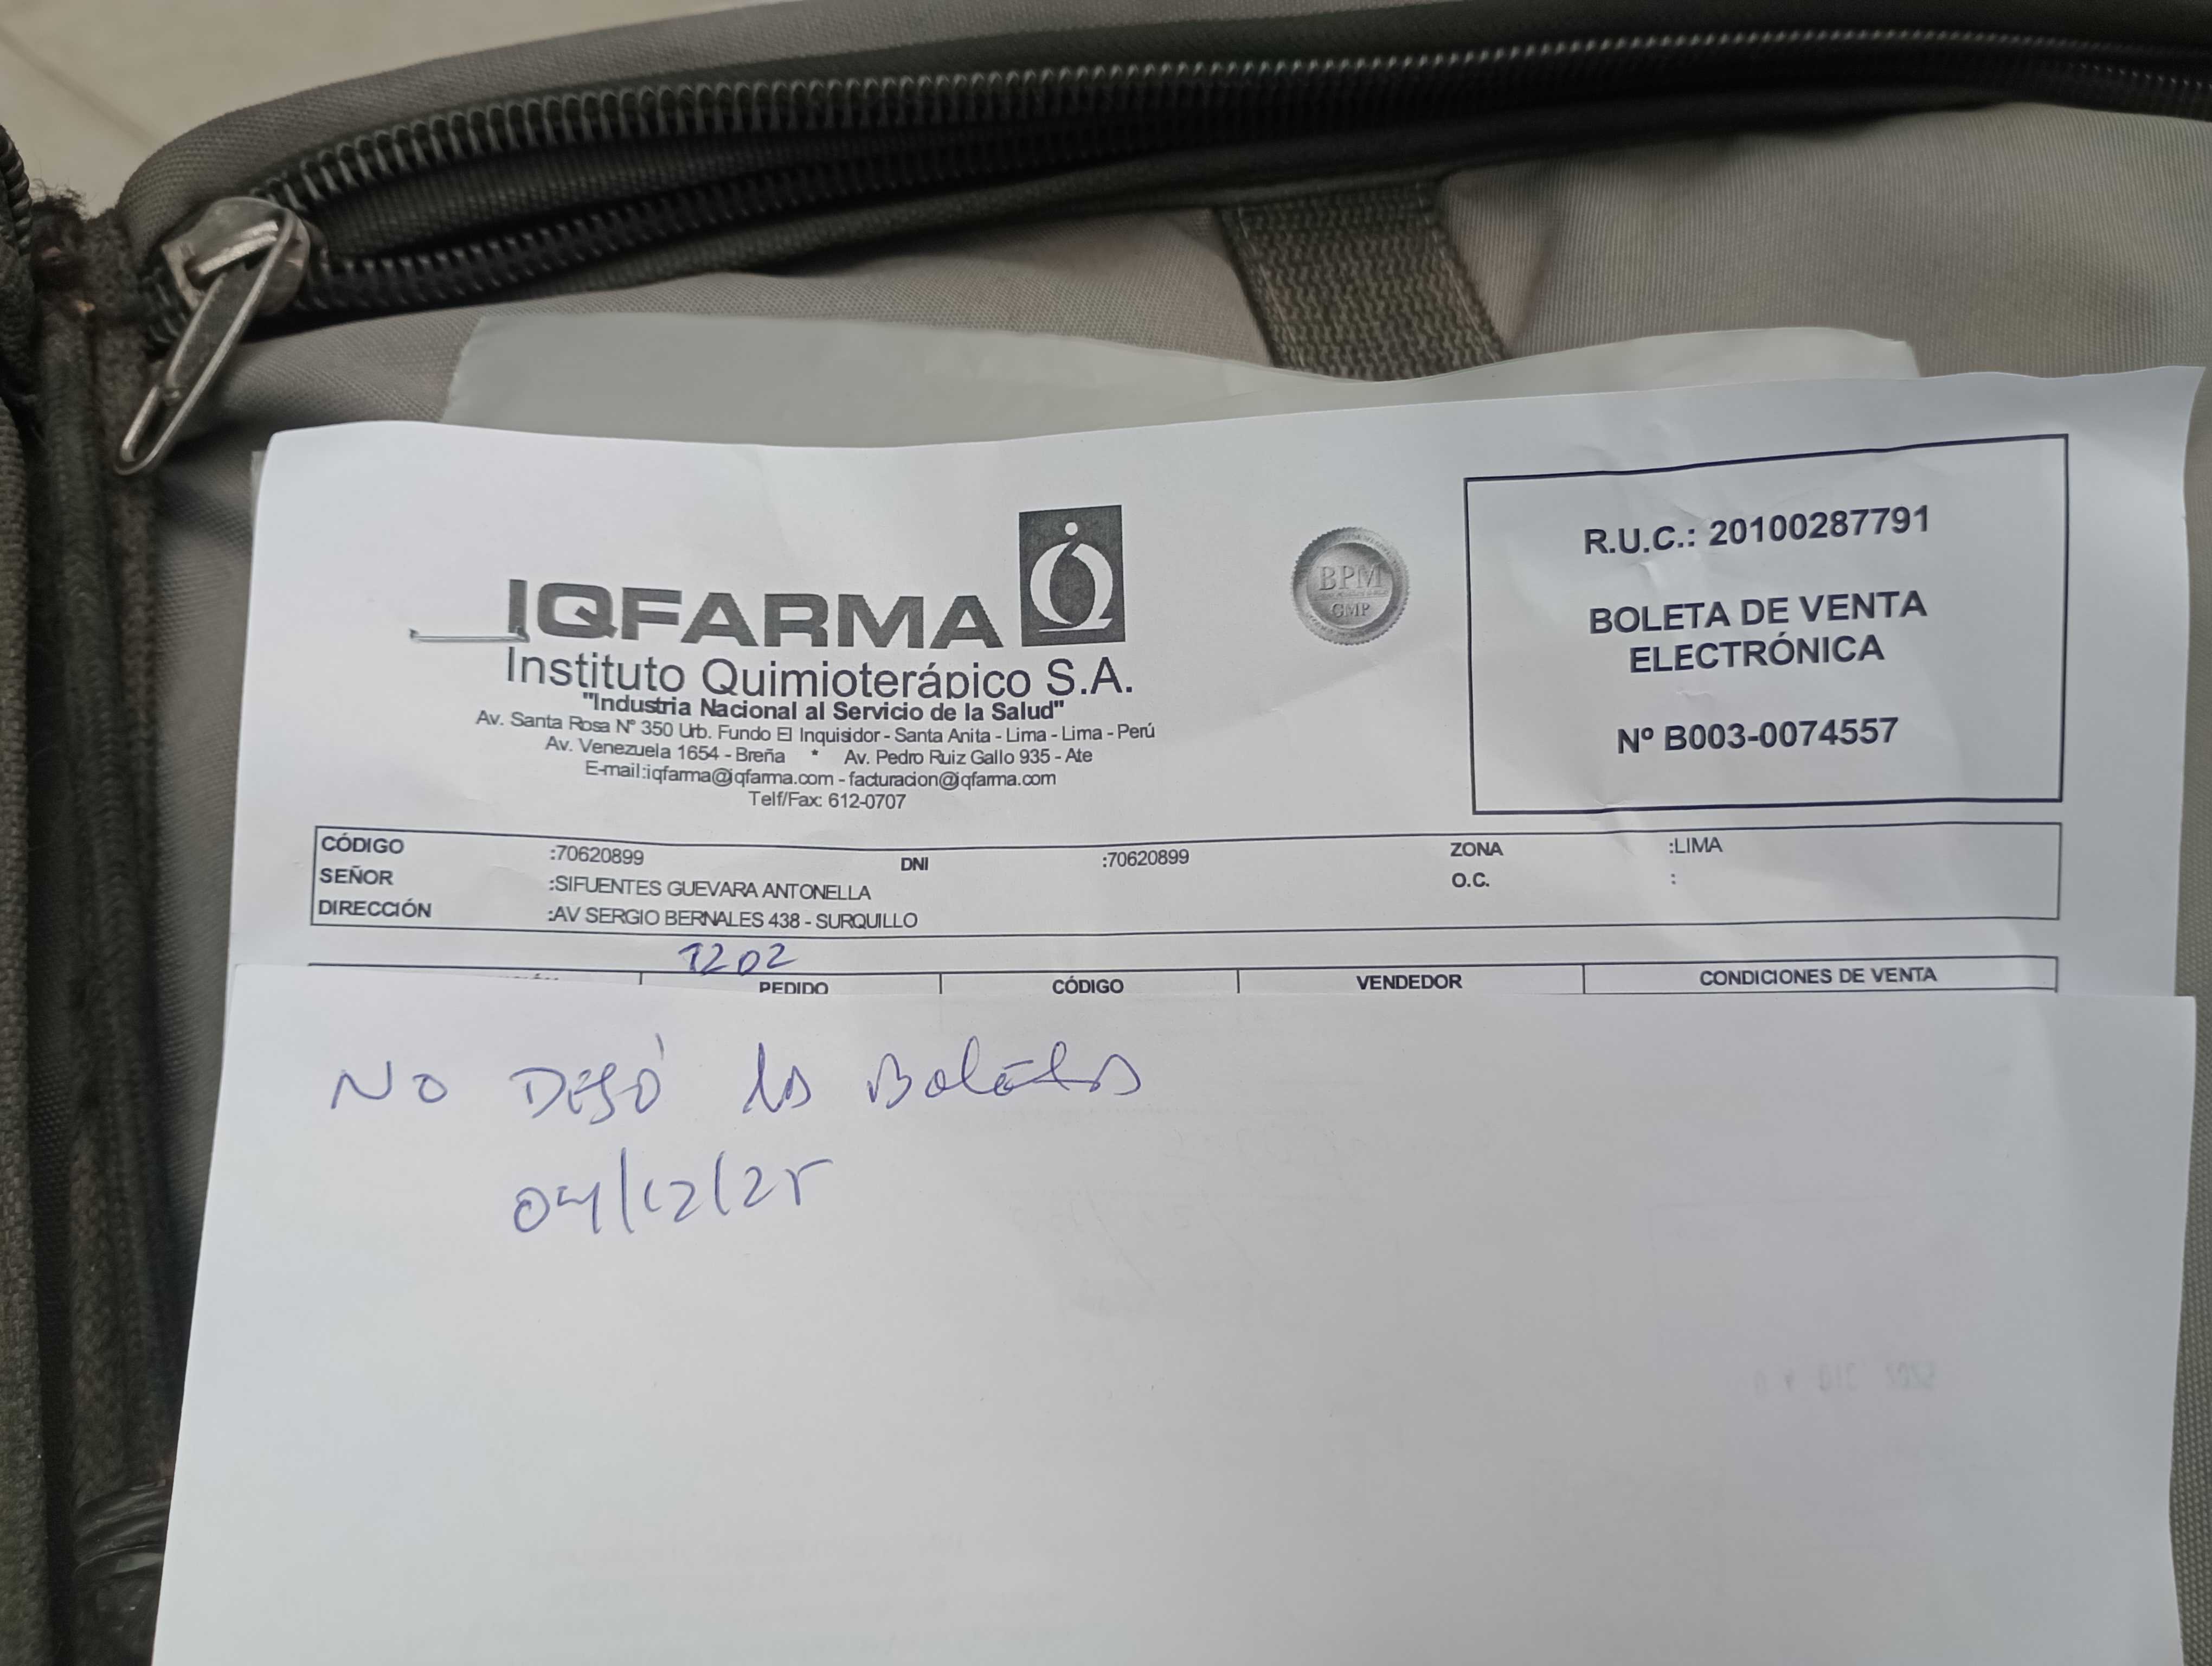 IQFARMA
Instituto Quimioterápico S.A.
"Industria Nacional al Servicio de la Salud"
Av. Santa Rosa Nº 350 Urb. Fundo El Inquisidor - Santa Anita - Lima - Lima - Perú
Av. Venezuela 1654 - Breña * Av. Pedro Ruiz Gallo 935 - Ate
E-mail:iqfarma@iqfarma.com - facturacion@iqfarma.com
Telf/Fax: 612-0707
BPM
GMP
R.U.C.: 20100287791
BOLETA DE VENTA
ELECTRÓNICA
Nº B003-0074557
CÓDIGO :70620899 DNI :70620899 ZONA :LIMA
SEÑOR :SIFUENTES GUEVARA ANTONELLA O.C. :
DIRECCIÓN :AV SERGIO BERNALES 438 - SURQUILLO
1202
PEDIDO CÓDIGO VENDEDOR CONDICIONES DE VENTA
No DEJÓ las Boletas
04/12/25